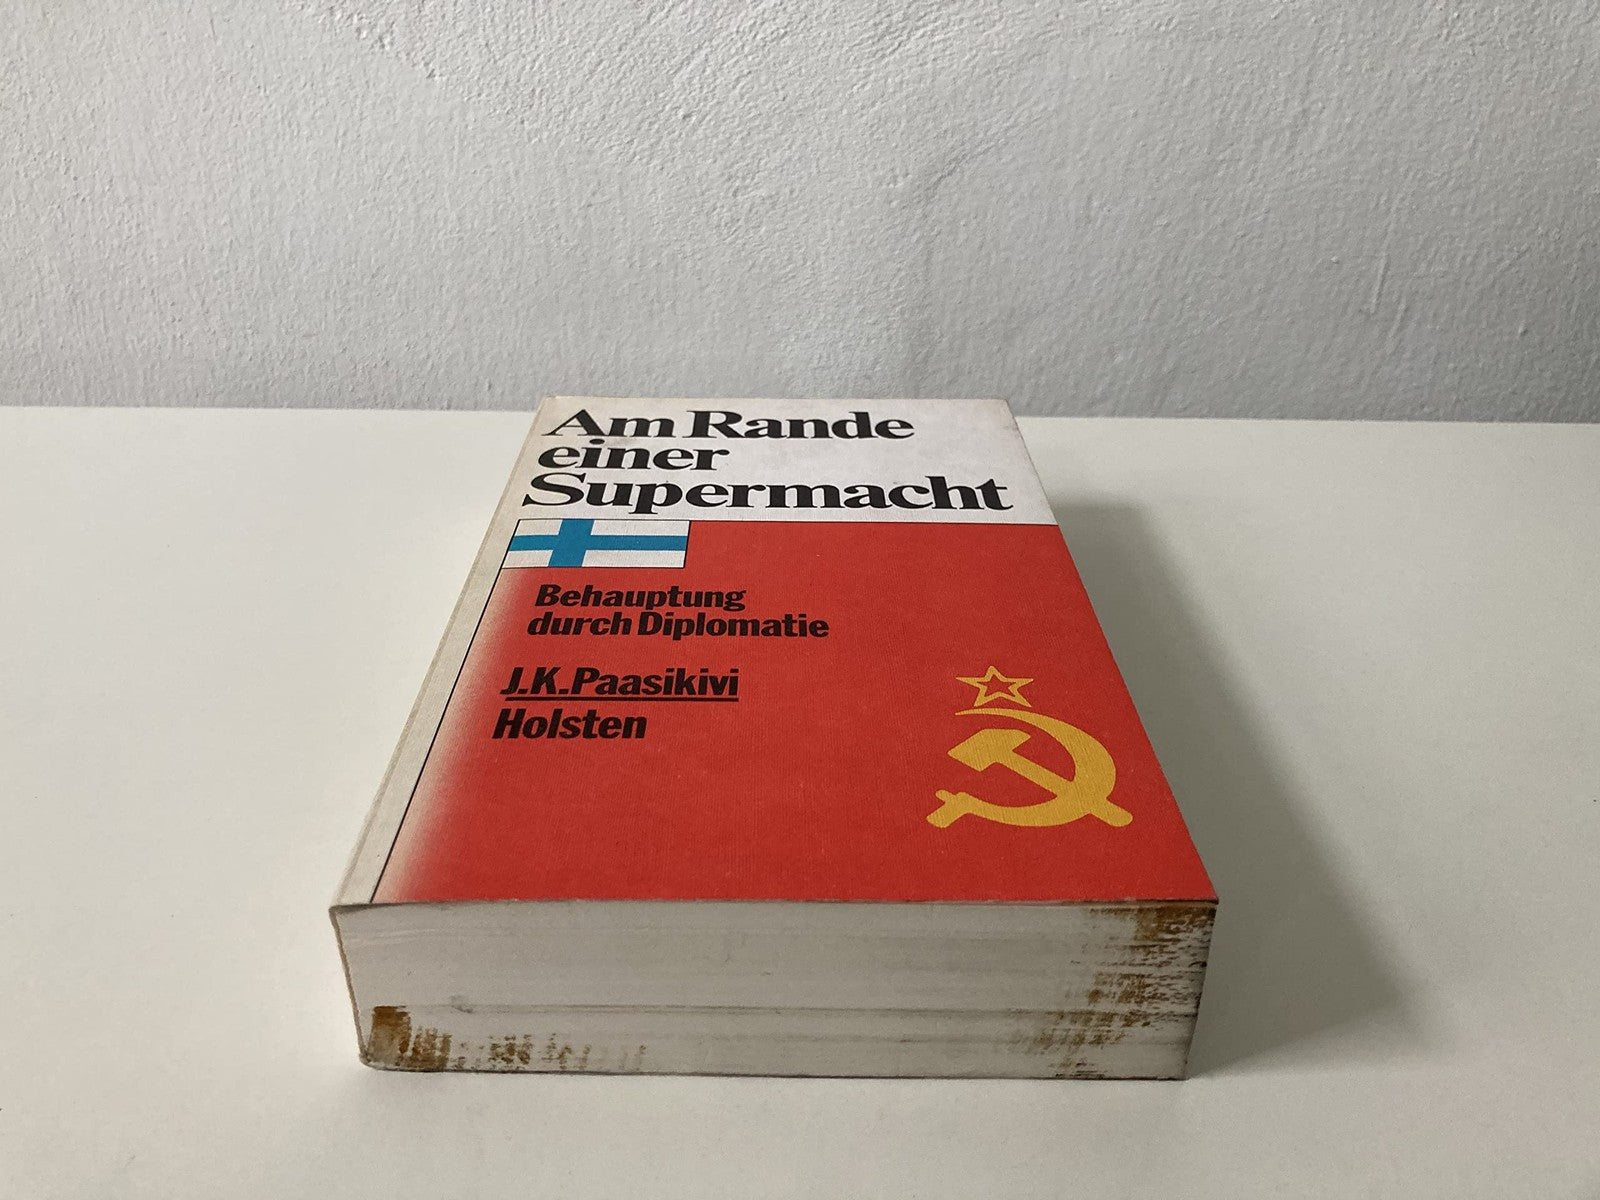 Am Rande
einer
Supermacht
Behauptung
durch Diplomatie
J.K.Paasikivi
Holsten